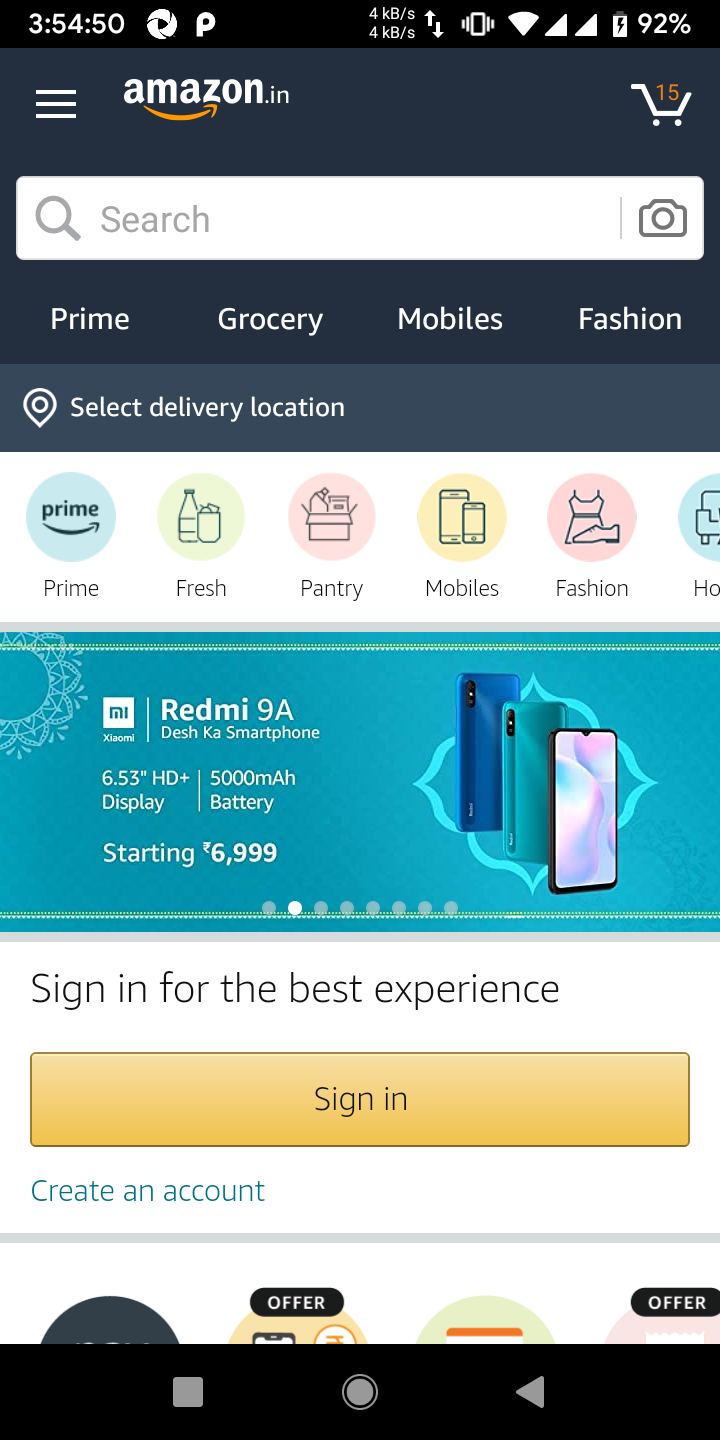 3:54:50
4 kB/s
4 kB/s
92%
amazon.in
15
Search
Prime Grocery Mobiles Fashion
Select delivery location
prime
Prime Fresh Pantry Mobiles Fashion Ho
mi
Xiaomi
Redmi 9A
Desh Ka Smartphone
6.53" HD+ 5000mAh
Display Battery
Starting ₹6,999
Sign in for the best experience
Sign in
Create an account
OFFER OFFER